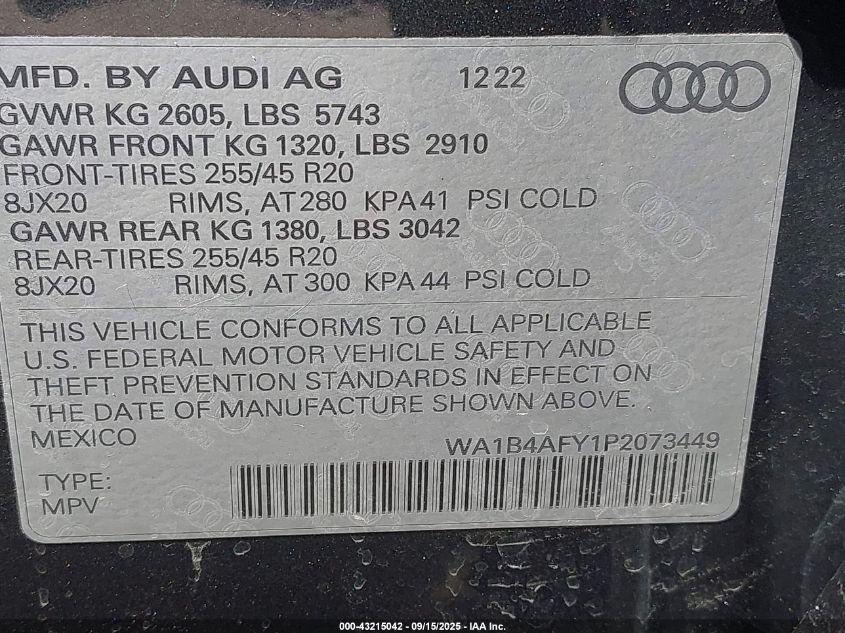 MFD. BY AUDI AG 12 22
GVWR KG 2605, LBS 5743
GAWR FRONT KG 1320, LBS 2910
FRONT-TIRES 255/45 R20
8JX20 RIMS, AT 280 KPA 41 PSI COLD
GAWR REAR KG 1380, LBS 3042
REAR-TIRES 255/45 R20
8JX20 RIMS, AT 300 KPA 44 PSI COLD
THIS VEHICLE CONFORMS TO ALL APPLICABLE
U.S. FEDERAL MOTOR VEHICLE SAFETY AND
THEFT PREVENTION STANDARDS IN EFFECT ON
THE DATE OF MANUFACTURE SHOWN ABOVE.
MEXICO
WA1B4AFY1P2073449
TYPE:
MPV
000-43215042 - 09/15/2025 - IAA Inc.